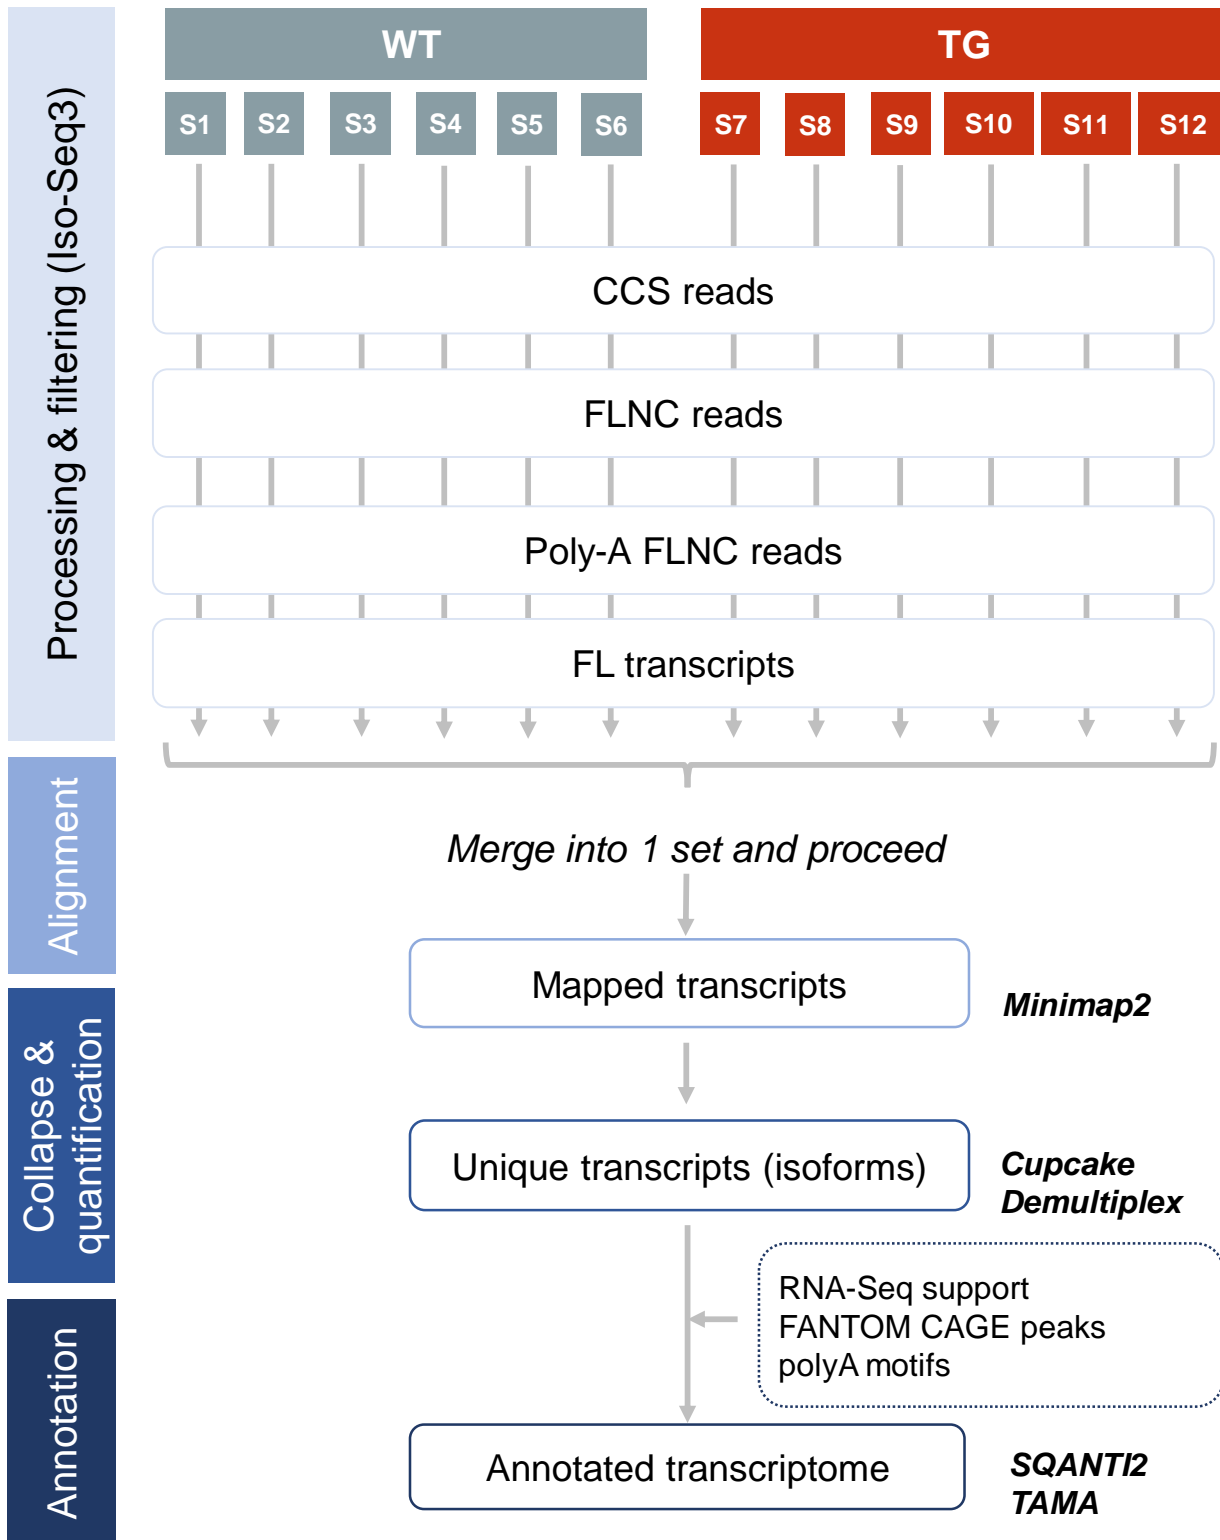 WT
TG
S1 S2 S3 S4 S5 S6 S7 S8 S9 S10 S11 S12
Processing & filtering (Iso-Seq3)
CCS reads
FLNC reads
Poly-A FLNC reads
FL transcripts
Alignment
Merge into 1 set and proceed
Mapped transcripts
Minimap2
Collapse &
quantification
Unique transcripts (isoforms)
Cupcake
Demultiplex
RNA-Seq support
FANTOM CAGE peaks
polyA motifs
Annotation
Annotated transcriptome
SQANTI2
TAMA